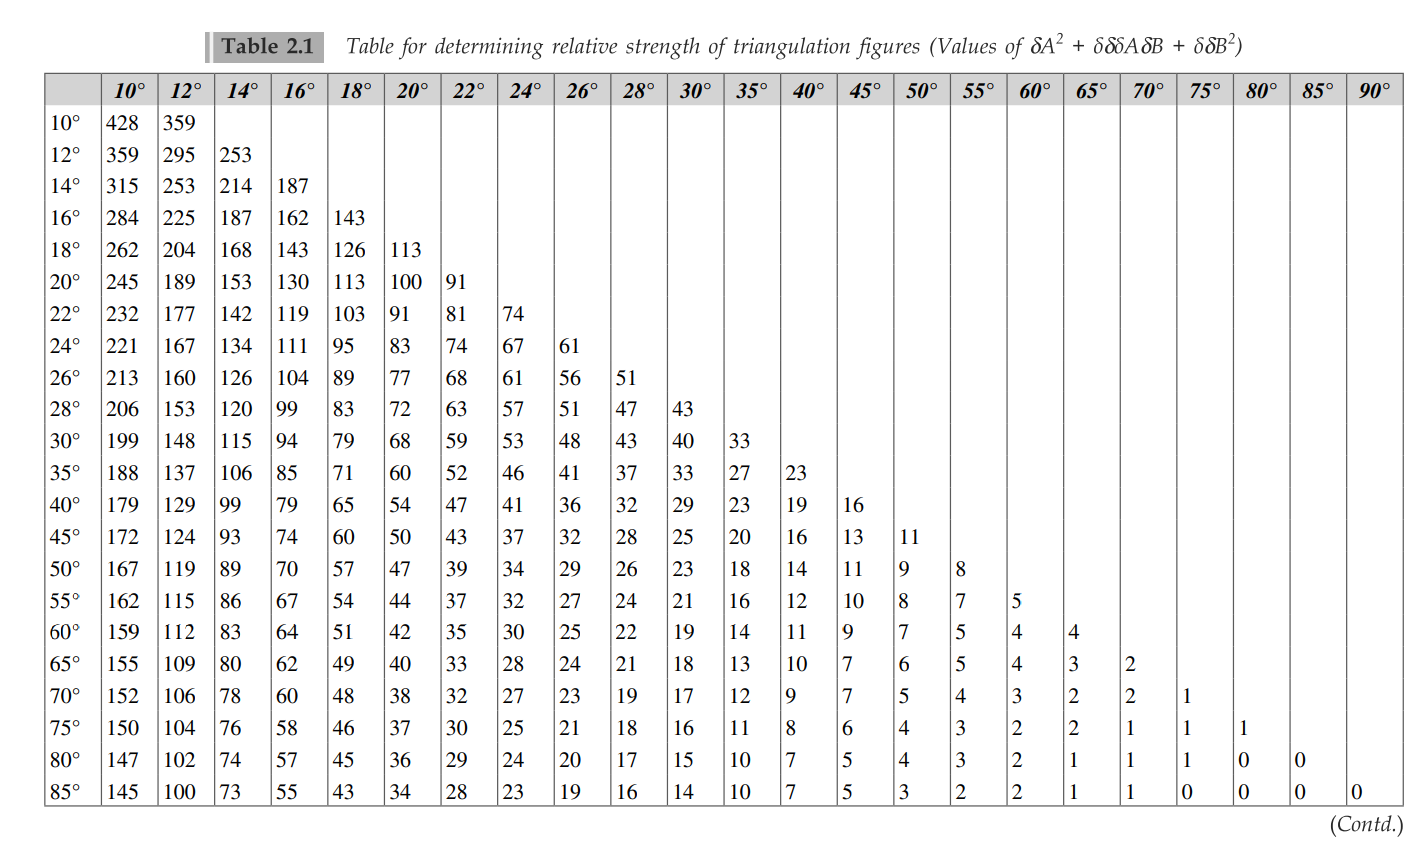 Table 2.1 Table for determining relative strength of triangulation figures (Values of δA² + δδδAδB + δδB²)
10° 12° 14° 16° 18° 20° 22° 24° 26° 28° 30° 35° 40° 45° 50° 55° 60° 65° 70° 75° 80° 85° 90°
10° 428 359
12° 359 295 253
14° 315 253 214 187
16° 284 225 187 162 143
18° 262 204 168 143 126 113
20° 245 189 153 130 113 100 91
22° 232 177 142 119 103 91 81 74
24° 221 167 134 111 95 83 74 67 61
26° 213 160 126 104 89 77 68 61 56 51
28° 206 153 120 99 83 72 63 57 51 47 43
30° 199 148 115 94 79 68 59 53 48 43 40 33
35° 188 137 106 85 71 60 52 46 41 37 33 27 23
40° 179 129 99 79 65 54 47 41 36 32 29 23 19 16
45° 172 124 93 74 60 50 43 37 32 28 25 20 16 13 11
50° 167 119 89 70 57 47 39 34 29 26 23 18 14 11 9 8
55° 162 115 86 67 54 44 37 32 27 24 21 16 12 10 8 7 5
60° 159 112 83 64 51 42 35 30 25 22 19 14 11 9 7 5 4 4
65° 155 109 80 62 49 40 33 28 24 21 18 13 10 7 6 5 4 3 2
70° 152 106 78 60 48 38 32 27 23 19 17 12 9 7 5 4 3 2 2 1
75° 150 104 76 58 46 37 30 25 21 18 16 11 8 6 4 3 2 2 1 1 1
80° 147 102 74 57 45 36 29 24 20 17 15 10 7 5 4 3 2 1 1 1 0 0
85° 145 100 73 55 43 34 28 23 19 16 14 10 7 5 3 2 2 1 1 0 0 0 0
(Contd.)